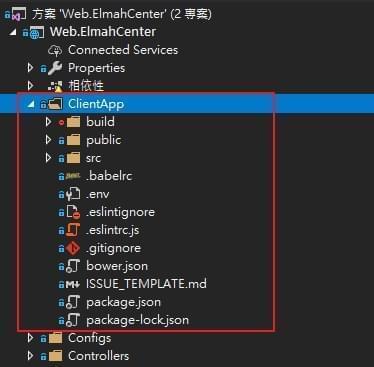 方案 'Web.ElmahCenter' (2 專案)
Web.ElmahCenter
Connected Services
Properties
相依性
ClientApp
build
public
src
.babelrc
.env
.eslintignore
.eslintrc.js
.gitignore
bower.json
ISSUE_TEMPLATE.md
package.json
package-lock.json
Configs
Controllers